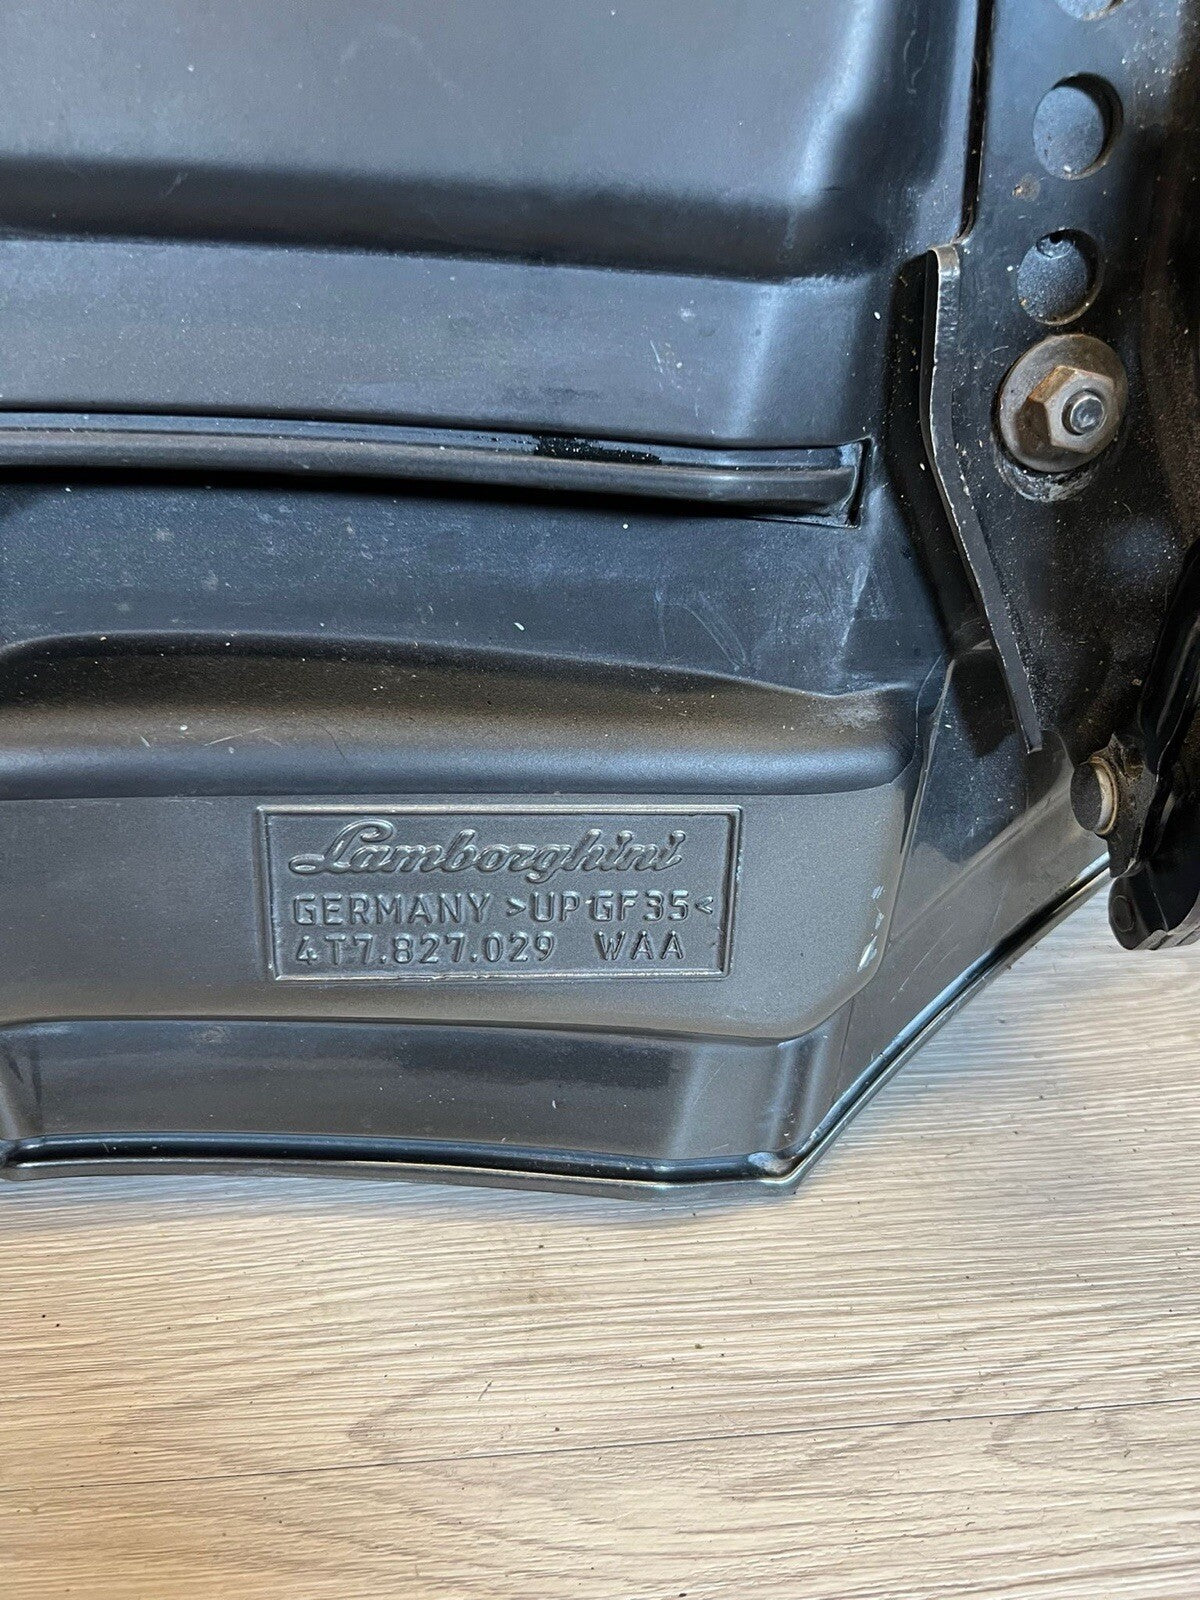 Lamborghini
GERMANY >UP-GF35<
4T7.827.029 WAA